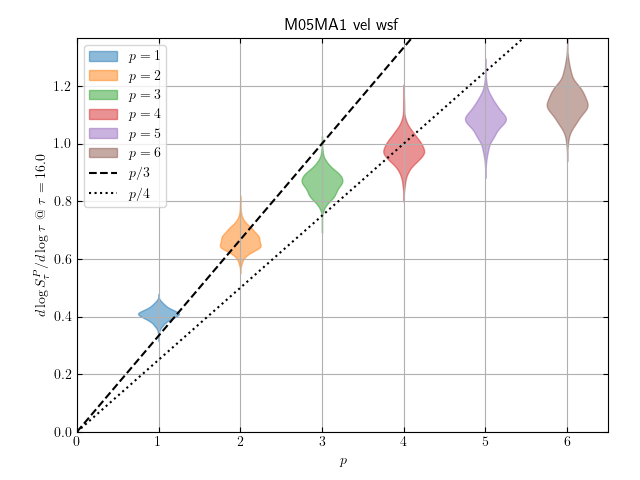 M05MA1 vel wsf
p = 1
p = 2
p = 3
p = 4
p = 5
p = 6
p/3
p/4
d log S_τ^P / d log τ @ τ = 16.0
1.2
1.0
0.8
0.6
0.4
0.2
0.0
0 1 2 3 4 5 6
p